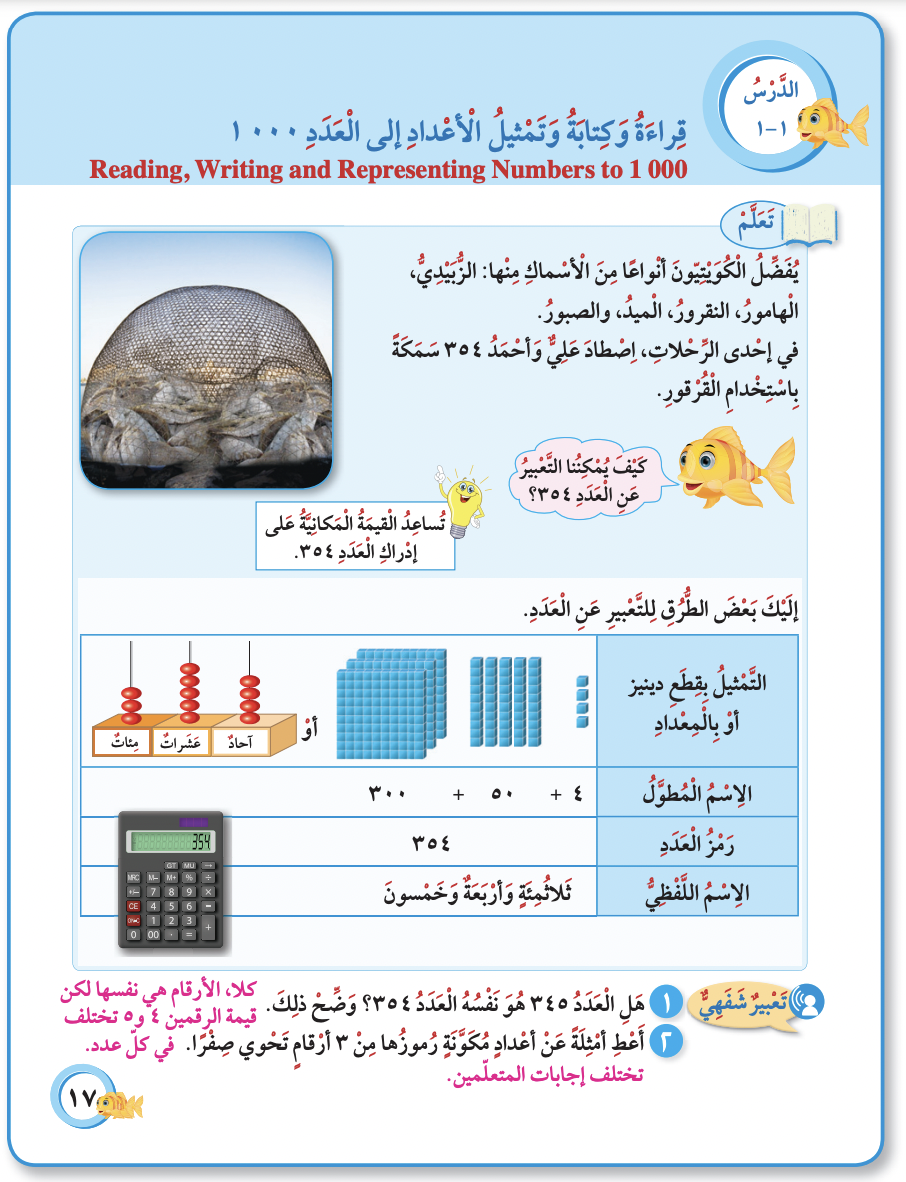 الدَّرْسُ
١-١
قِراءَةُ وَكِتابَةُ وَتَمْثيلُ الْأَعْدادِ إلى الْعَدَدِ ١٠٠٠
Reading, Writing and Representing Numbers to 1 000
تَعَلَّمْ
يُفَضِّلُ الْكُوَيْتِيّونَ أَنْواعًا مِنَ الْأَسْماكِ مِنْها: الزُّبَيْدِيُّ،
الْهامورُ، النقرورُ، الْميدُ، والصبورُ.
في إحْدى الرِّحْلاتِ، اِصْطادَ عَلِيٌّ وَأَحْمَدُ ٣٥٤ سَمَكَةً
بِاسْتِخْدامِ الْقُرْقورِ.
كَيْفَ يُمْكِنُنا التَّعْبيرُ
عَنِ الْعَدَدِ ٣٥٤؟
تُساعِدُ الْقيمَةُ الْمَكانِيَّةُ عَلى
إدْراكِ الْعَدَدِ ٣٥٤.
إلَيْكَ بَعْضَ الطُّرُقِ لِلتَّعْبيرِ عَنِ الْعَدَدِ.
التَّمْثيلُ بِقِطَعِ دينيز
أَوْ بِالْمِعْدادِ
أَوْ
آحادٌ عَشَراتٌ مِئاتٌ
الاِسْمُ الْمُطوَّلُ
٤ + ٥٠ + ٣٠٠
رَمْزُ الْعَدَدِ
٣٥٤
الاِسْمُ اللَّفْظِيُّ
ثَلاثُمِئَةٍ وَأَرْبَعَةٌ وَخَمْسونَ
354
GT MU
MRC M− M+ % ÷
+/− 7 8 9 ×
CE 4 5 6 −
1 2 3 +
0 00 · =
تَعْبيرٌ شَفَهِيٌّ
١ هَلِ الْعَدَدُ ٣٤٥ هُوَ نَفْسُهُ الْعَدَدُ ٣٥٤؟ وَضِّحْ ذلِكَ.
كلا، الأرقام هي نفسها لكن
قيمة الرقمين ٤ و٥ تختلف
في كلّ عدد.
٢ أَعْطِ أَمْثِلَةً عَنْ أَعْدادٍ مُكَوَّنَةٍ رُموزُها مِنْ ٣ أَرْقامٍ تَحْوي صِفْرًا.
تختلف إجابات المتعلّمين.
١٧